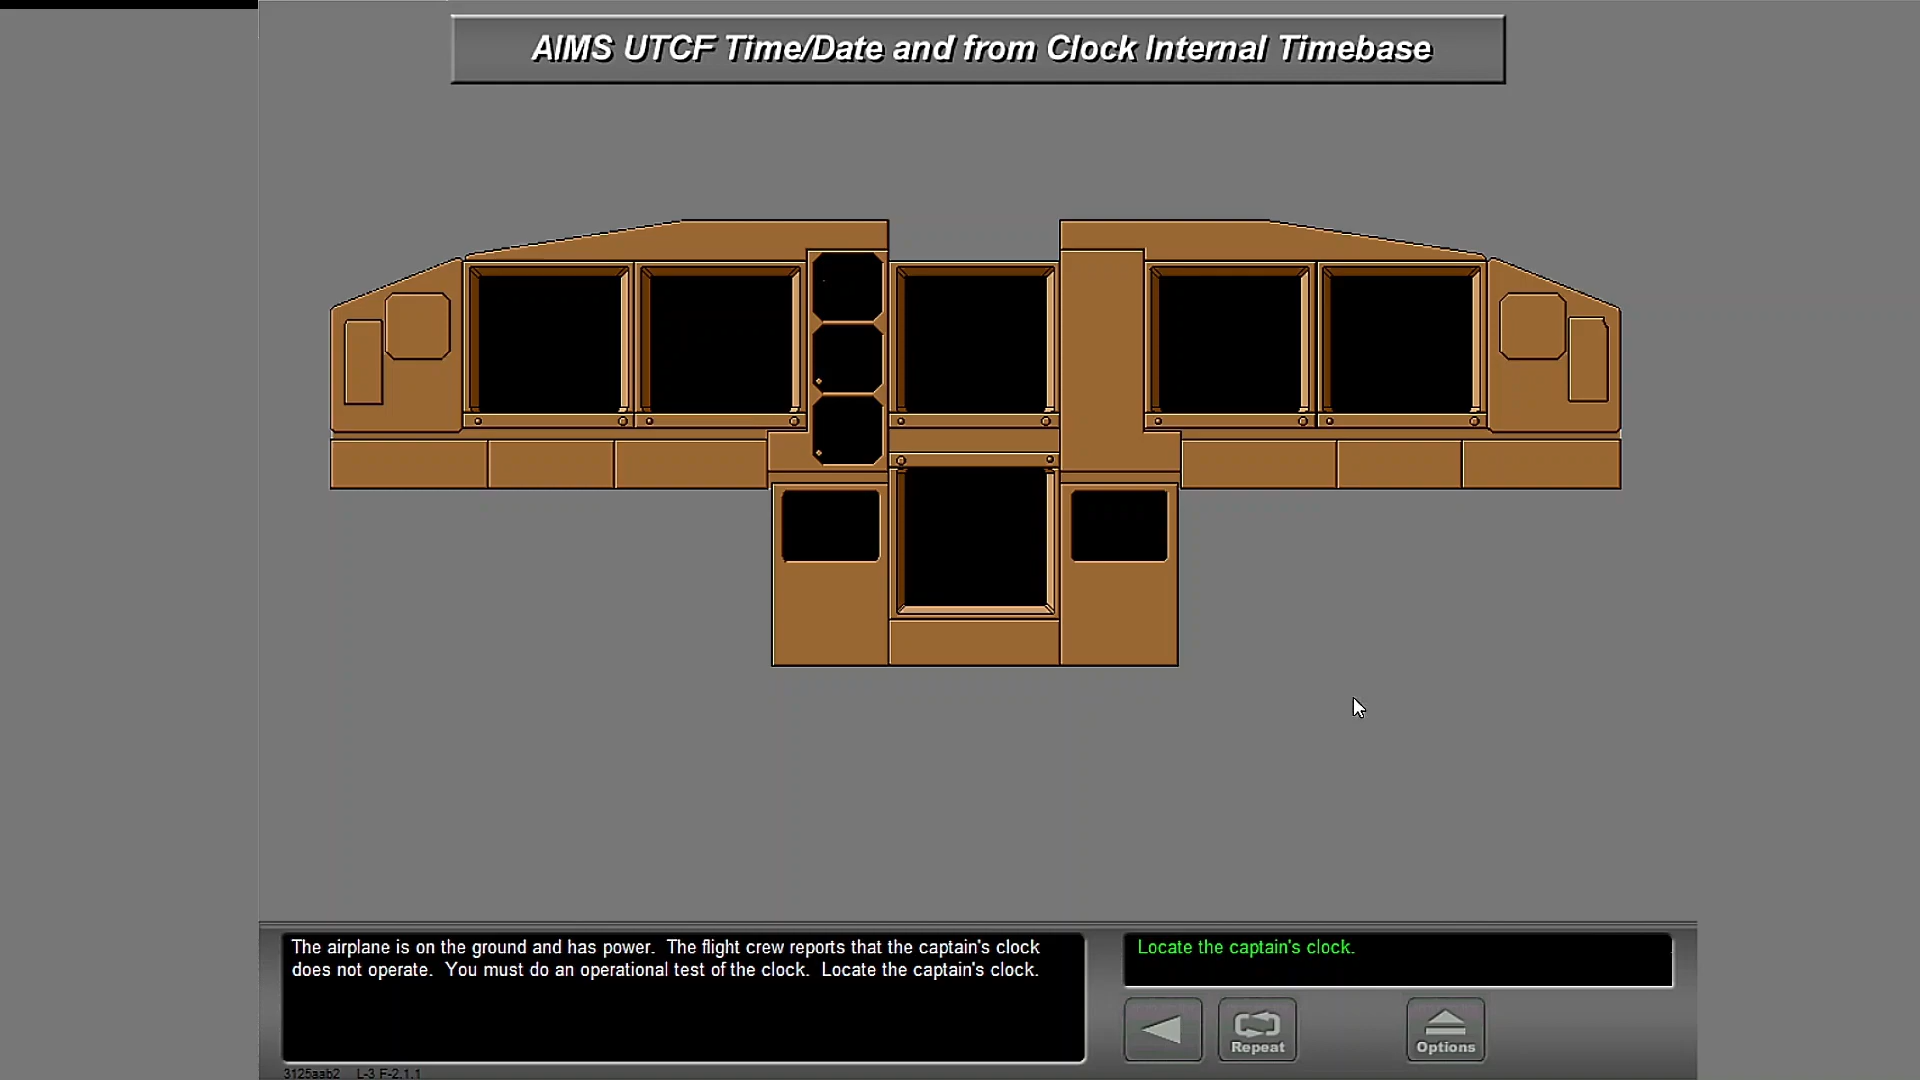 AIMS UTCF Time/Date and from Clock Internal Timebase
The airplane is on the ground and has power.  The flight crew reports that the captain's clock
does not operate.  You must do an operational test of the clock.  Locate the captain's clock.
Locate the captain's clock.
Repeat
Options
3125aab2    L-3 F-2.1.1